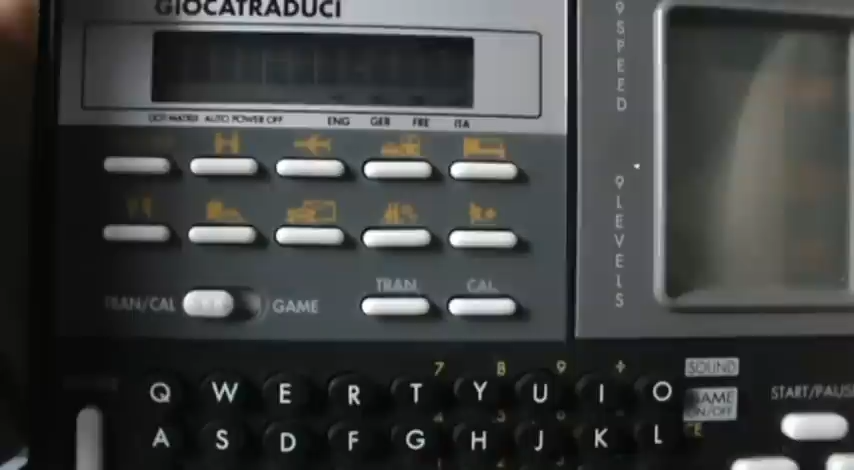 GIOCATRADUCI
DOT MATRIX AUTO POWER OFF ENG GER FRE ITA
9 SPEED
9 LEVELS
TRAN/CAL GAME TRAN. CAL.
7 8 9 +
Q W E R T Y U I O
SOUND
GAME ON/OFF
START/PAUSE
A S D F G H J K L